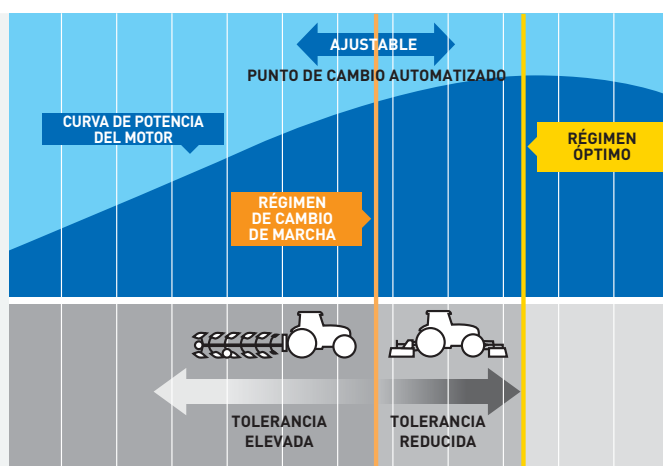 AJUSTABLE
PUNTO DE CAMBIO AUTOMATIZADO
CURVA DE POTENCIA
DEL MOTOR
RÉGIMEN
ÓPTIMO
RÉGIMEN
DE CAMBIO
DE MARCHA
TOLERANCIA
ELEVADA
TOLERANCIA
REDUCIDA